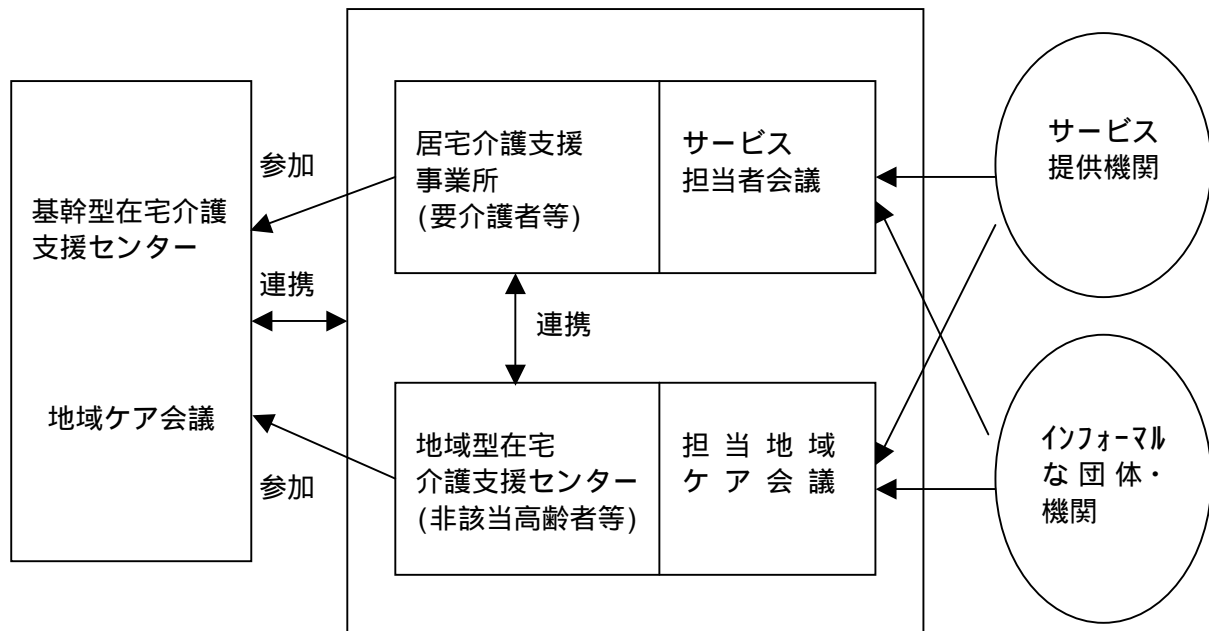 基幹型在宅介護
支援センター
地域ケア会議
参加
連携
参加
居宅介護支援
事業所
(要介護者等)
サービス
担当者会議
連携
地域型在宅
介護支援センター
(非該当高齢者等)
担当地域
ケア会議
サービス
提供機関
インフォーマル
な団体・
機関